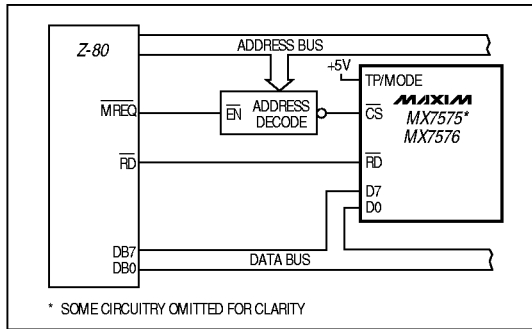 Z-80
ADDRESS BUS
+5V
TP/MODE
MAXIM
MX7575*
MX7576
MREQ
EN
ADDRESS
DECODE
CS
RD
RD
D7
D0
DB7
DB0
DATA BUS
* SOME CIRCUITRY OMITTED FOR CLARITY